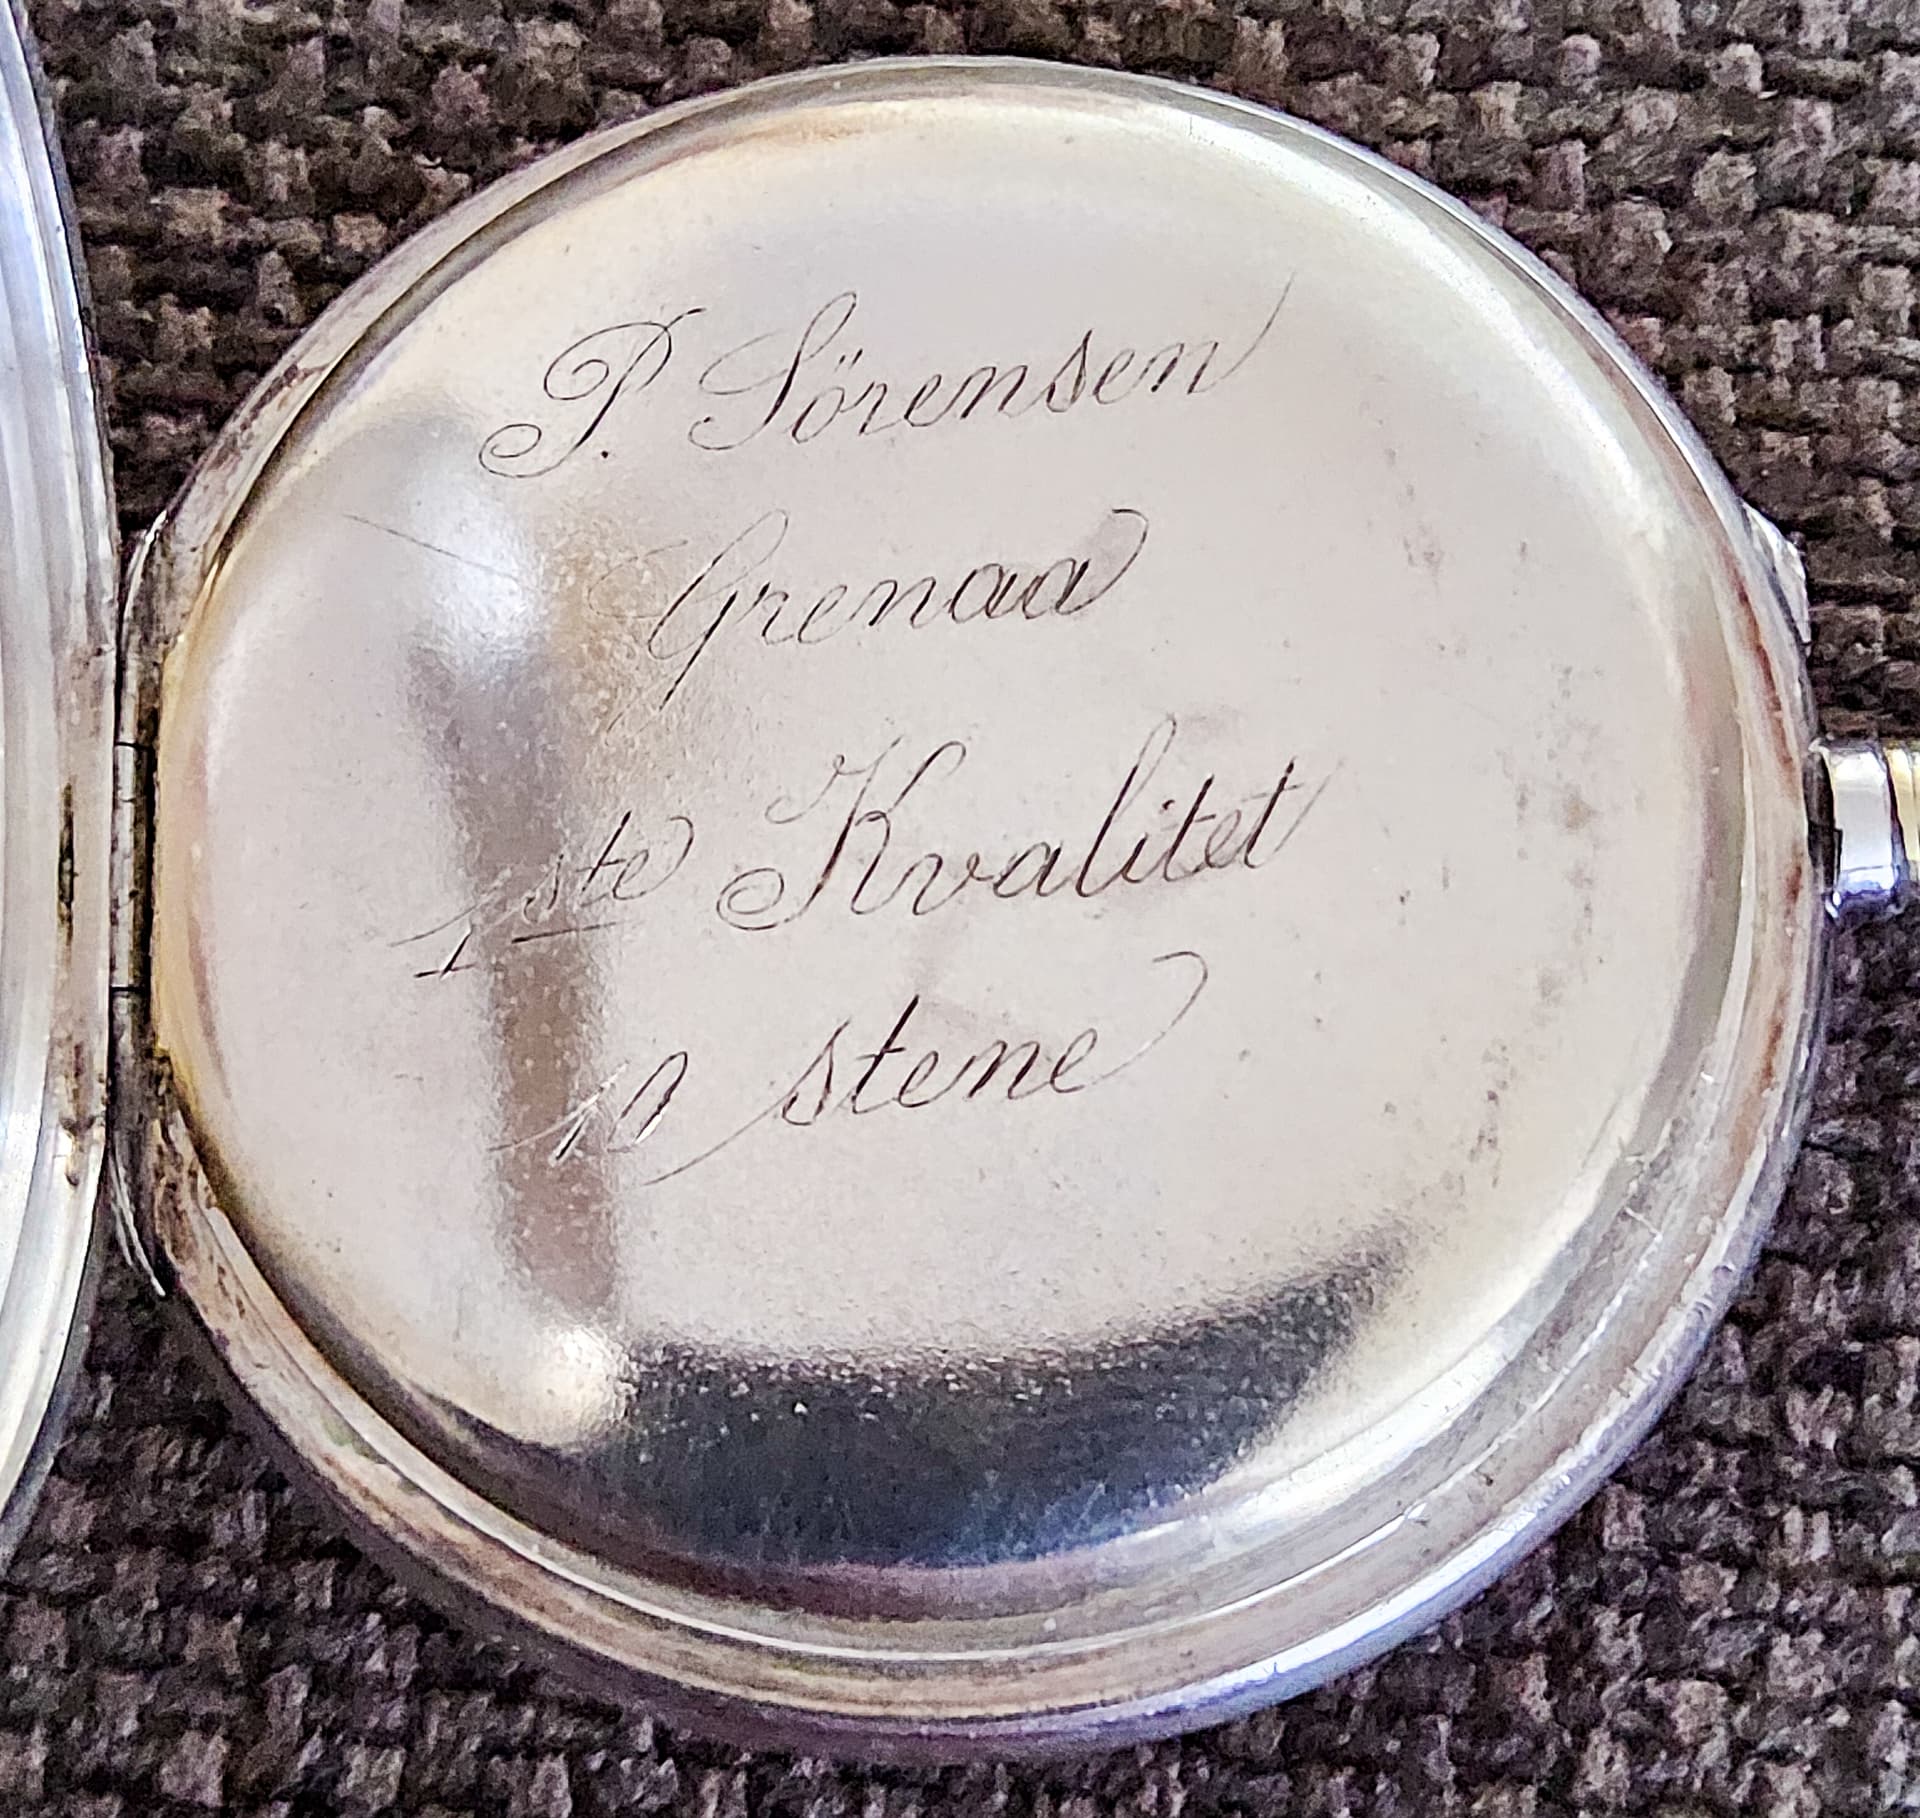 P. Sörensen
Grenaa
1ste Kvalitet
10 stene